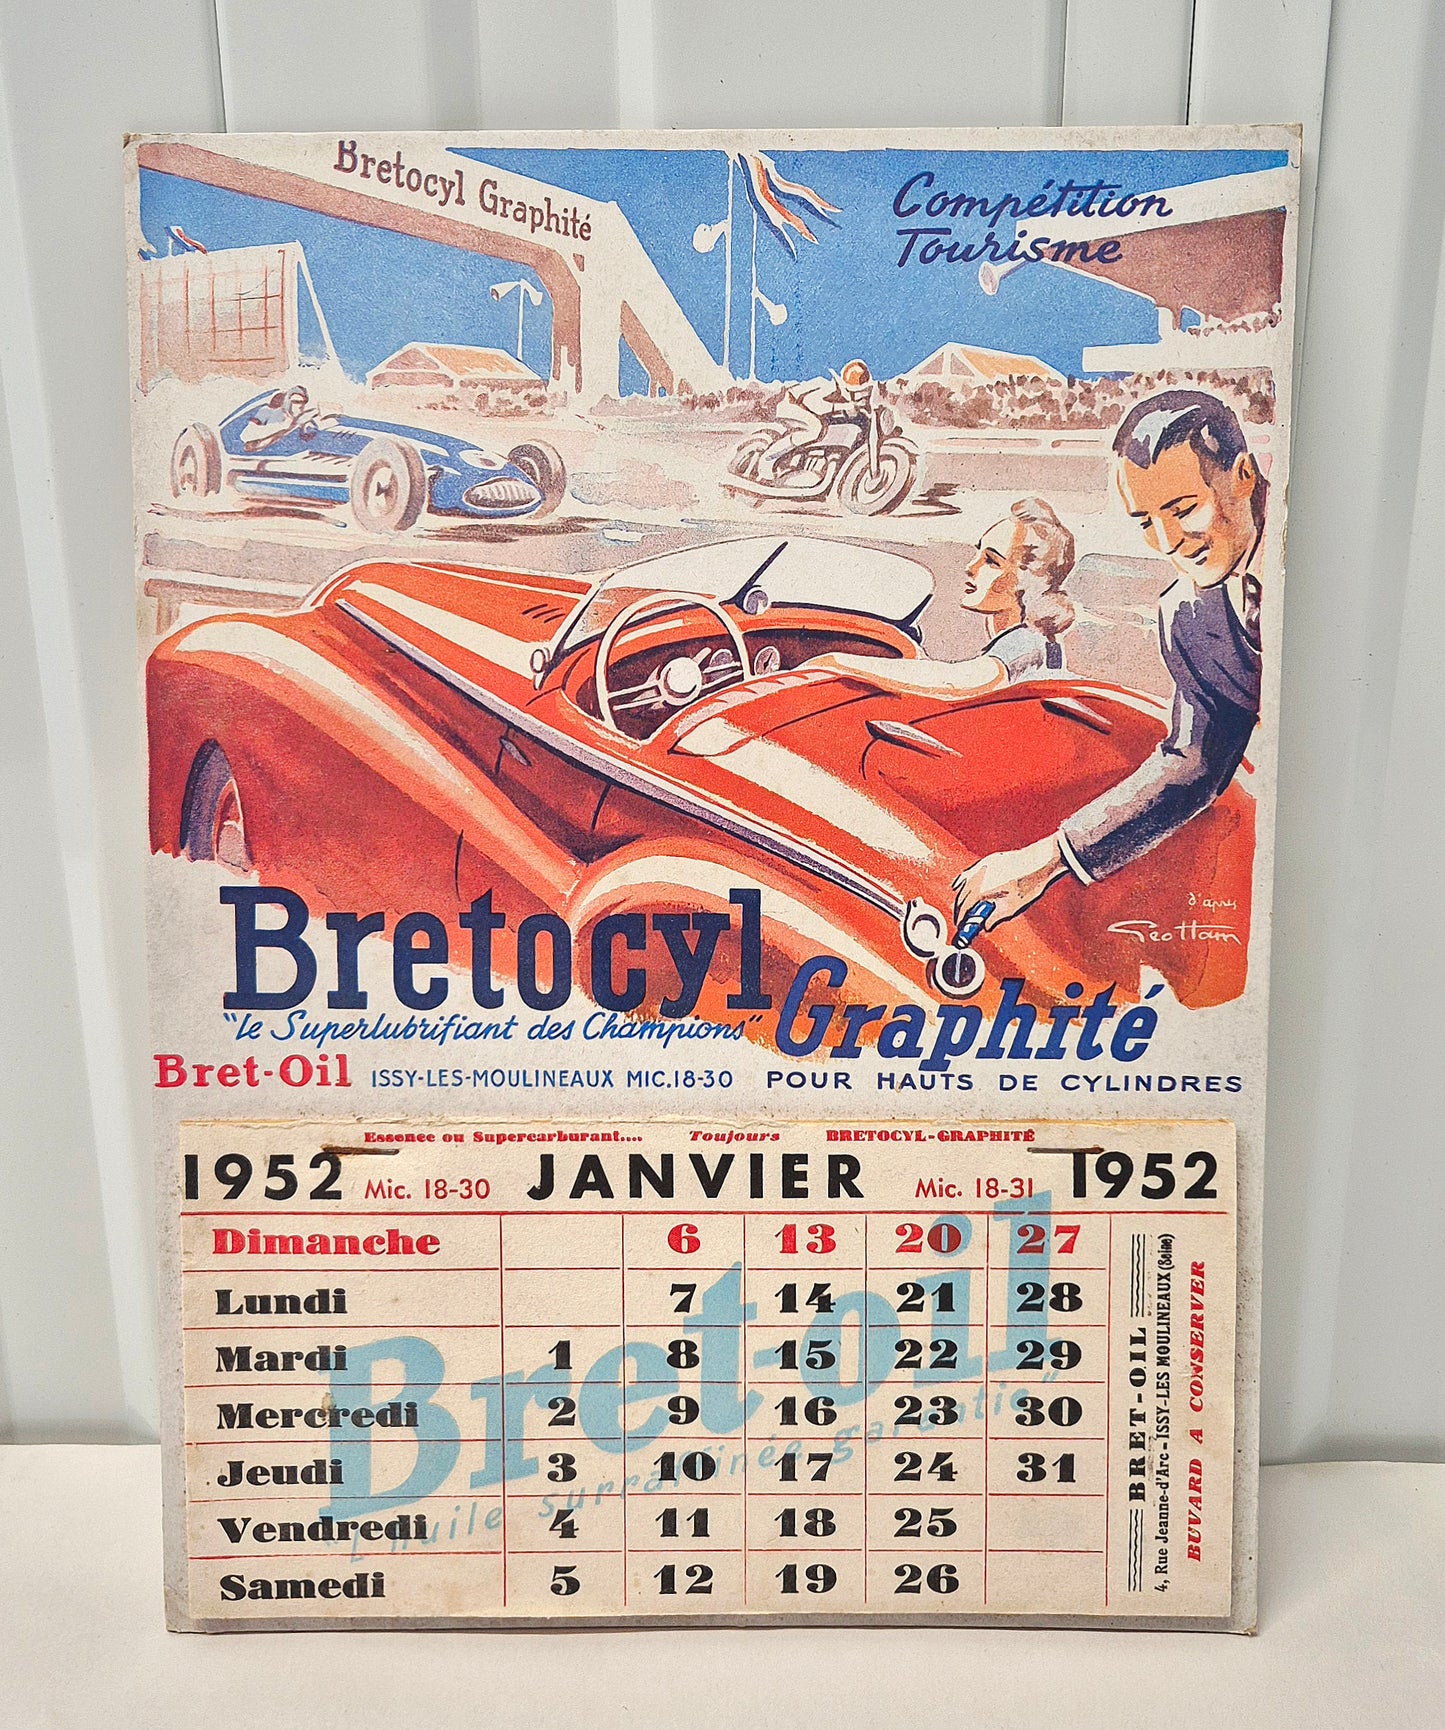 Bretocyl Graphité
Compétition
Tourisme
d'après
Geo Ham
Bretocyl
Graphité
"Le Superlubrifiant des Champions"
Bret-Oil ISSY-LES-MOULINEAUX MIC.18-30 POUR HAUTS DE CYLINDRES
Essence ou Supercarburant.... Toujours BRETOCYL-GRAPHITÉ
1952 Mic. 18-30 JANVIER Mic. 18-31 1952
Dimanche 6 13 20 27
Lundi 7 14 21 28
Mardi 1 8 15 22 29
Mercredi 2 9 16 23 30
Jeudi 3 10 17 24 31
Vendredi 4 11 18 25
Samedi 5 12 19 26
Bret-oil
"L'huile surraffinée garantie"
BRET-OIL
4, Rue Jeanne-d'Arc - ISSY-LES MOULINEAUX (Seine)
BUVARD A CONSERVER